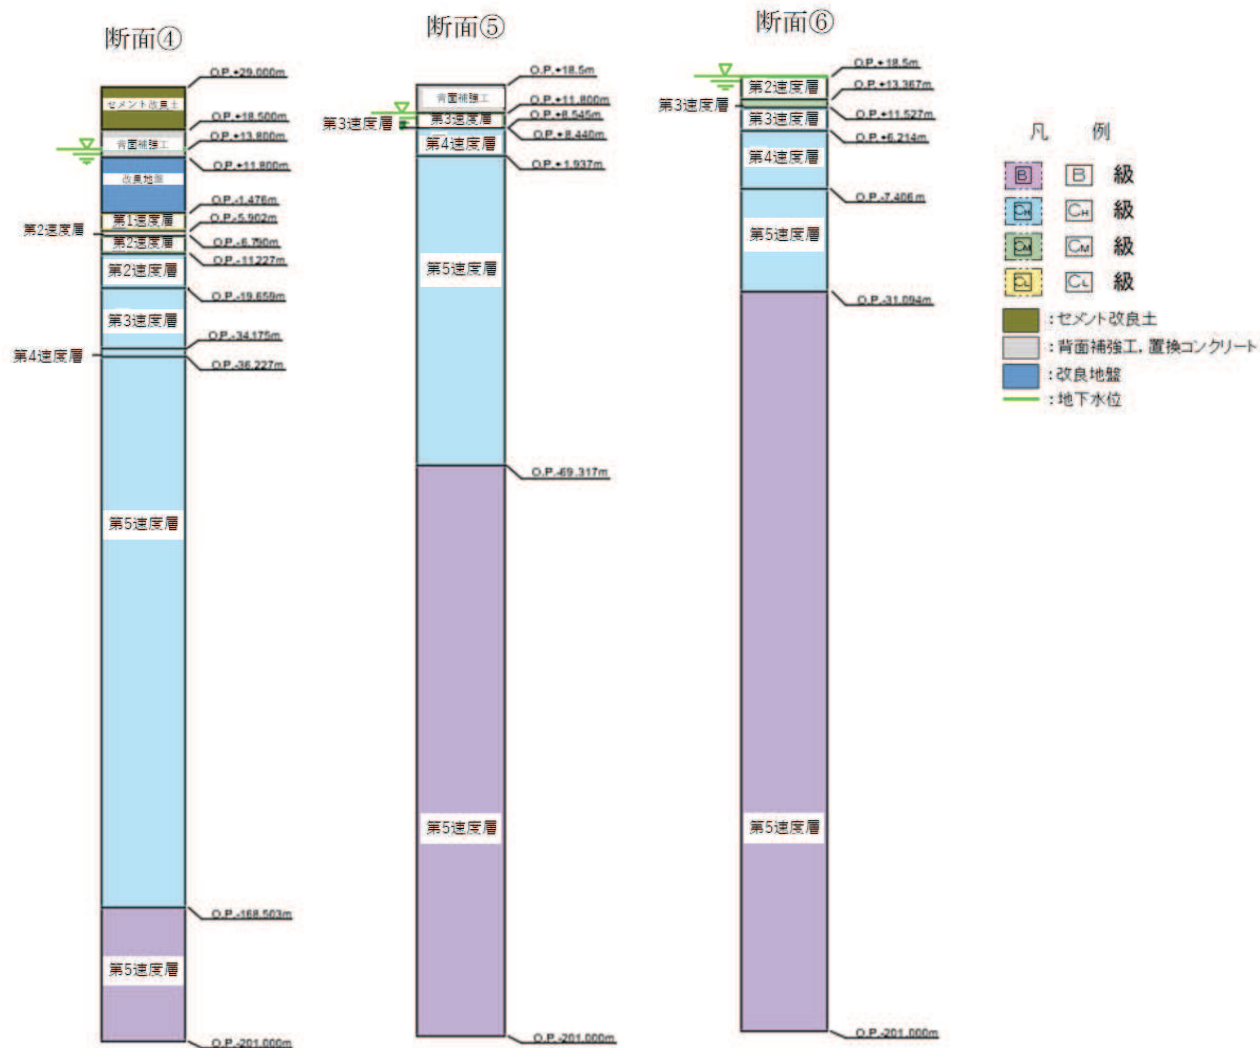 断面④
O.P.+29.000m
セメント改良土
O.P.+18.500m
背面補強工
O.P.+13.800m
O.P.+11.800m
改良地盤
O.P.-1.476m
第1速度層
O.P.-5.902m
第2速度層
第2速度層
O.P.-6.790m
O.P.-11.227m
第2速度層
O.P.-19.659m
第3速度層
O.P.-34.175m
第4速度層
O.P.-36.227m
第5速度層
O.P.-168.503m
第5速度層
O.P.-201.000m
断面⑤
O.P.+18.5m
背面補強工
O.P.+11.800m
第3速度層
第3速度層
O.P.+8.545m
O.P.+8.440m
第4速度層
O.P.+1.937m
第5速度層
O.P.-69.317m
第5速度層
O.P.-201.000m
断面⑥
O.P.+18.5m
第2速度層
O.P.+13.367m
第3速度層
O.P.+11.527m
第3速度層
O.P.+6.214m
第4速度層
O.P.-7.406m
第5速度層
O.P.-31.094m
第5速度層
O.P.-201.000m
凡 例
B B 級
CH CH 級
CM CM 級
CL CL 級
:セメント改良土
:背面補強工,置換コンクリート
:改良地盤
:地下水位